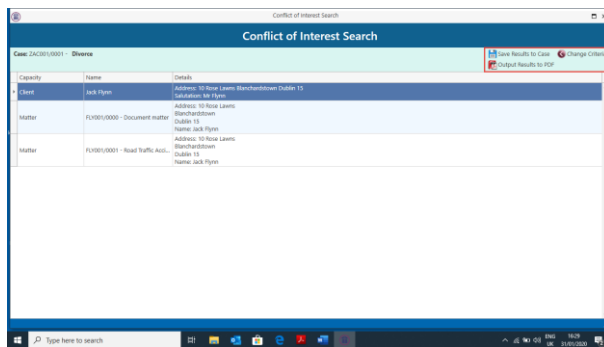 Conflict of Interest Search
Conflict of Interest Search
Case: ZAC001/0001 - Divorce
Save Results to Case
Change Criteria
Output Results to PDF
Capacity Name Details
Client Jack Flynn Address: 10 Rose Lawns Blanchardstown Dublin 15
Salutation: Mr Flynn
Matter FLY001/0000 - Document matter Address: 10 Rose Lawns
Blanchardstown
Dublin 15
Name: Jack Flynn
Matter FLY001/0001 - Road Traffic Acci... Address: 10 Rose Lawns
Blanchardstown
Dublin 15
Name: Jack Flynn
Type here to search
ENG 16:29
UK 31/01/2020